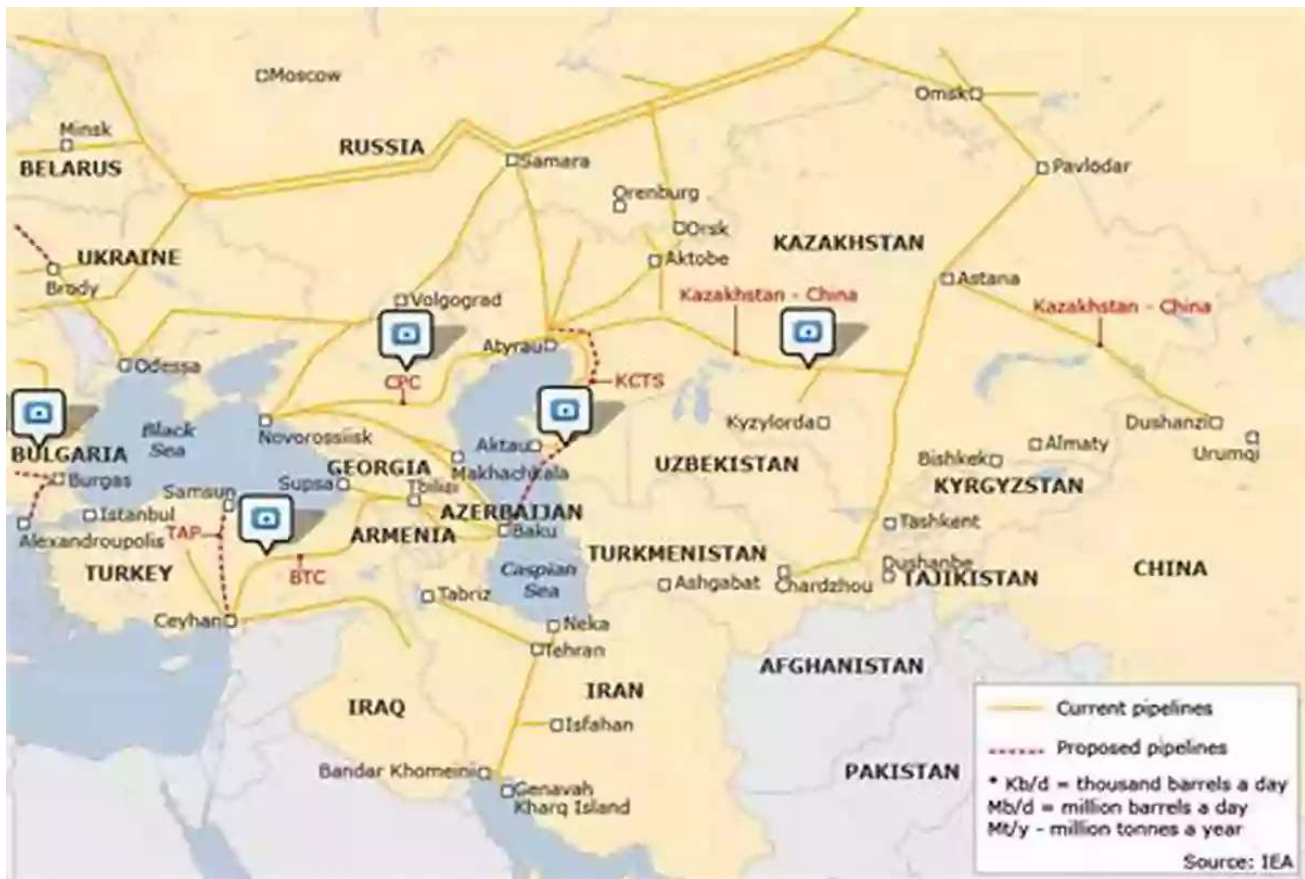 Moscow
Omsk
Minsk
RUSSIA
Samara
BELARUS
Pavlodar
Orenburg
Orsk
KAZAKHSTAN
UKRAINE
Aktobe
Astana
Brody
Kazakhstan - China
Volgograd
Kazakhstan - China
Atyrau
Odessa
CPC
KCTS
Kyzylorda
Dushanzi
Black
Sea
Novorossiisk
Aktau
Almaty
BULGARIA
GEORGIA
Makhachkala
UZBEKISTAN
Bishkek
Urumqi
Burgas
Samsun
Supsa
Tbilisi
KYRGYZSTAN
Istanbul
AZERBAIJAN
Tashkent
Alexandroupolis
TAP
ARMENIA
Baku
TURKMENISTAN
Dushanbe
TURKEY
BTC
Caspian
Sea
Ashgabat
Chardzhou
TAJIKISTAN
CHINA
Tabriz
Ceyhan
Neka
Tehran
AFGHANISTAN
IRAN
IRAQ
Isfahan
Bandar Khomeini
PAKISTAN
Genavah
Kharq Island
Current pipelines
Proposed pipelines
* Kb/d = thousand barrels a day
Mb/d = million barrels a day
Mt/y - million tonnes a year
Source: IEA